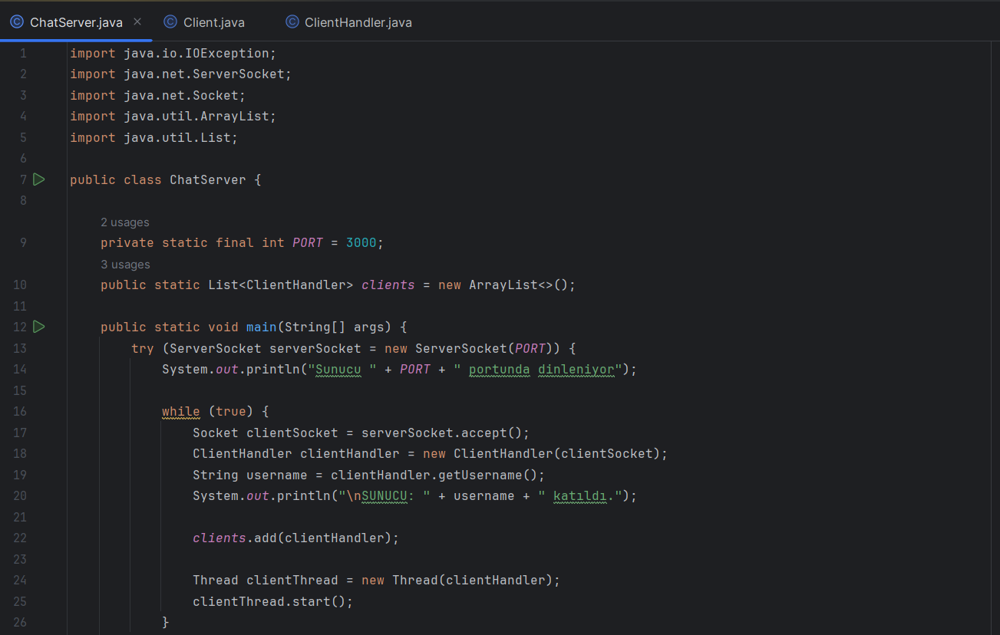 ChatServer.java Client.java ClientHandler.java
1 import java.io.IOException;
2 import java.net.ServerSocket;
3 import java.net.Socket;
4 import java.util.ArrayList;
5 import java.util.List;
6
7 public class ChatServer {
8
2 usages
9 private static final int PORT = 3000;
3 usages
10 public static List<ClientHandler> clients = new ArrayList<>();
11
12 public static void main(String[] args) {
13 try (ServerSocket serverSocket = new ServerSocket(PORT)) {
14 System.out.println("Sunucu " + PORT + " portunda dinleniyor");
15
16 while (true) {
17 Socket clientSocket = serverSocket.accept();
18 ClientHandler clientHandler = new ClientHandler(clientSocket);
19 String username = clientHandler.getUsername();
20 System.out.println("\nSUNUCU: " + username + " katıldı.");
21
22 clients.add(clientHandler);
23
24 Thread clientThread = new Thread(clientHandler);
25 clientThread.start();
26 }